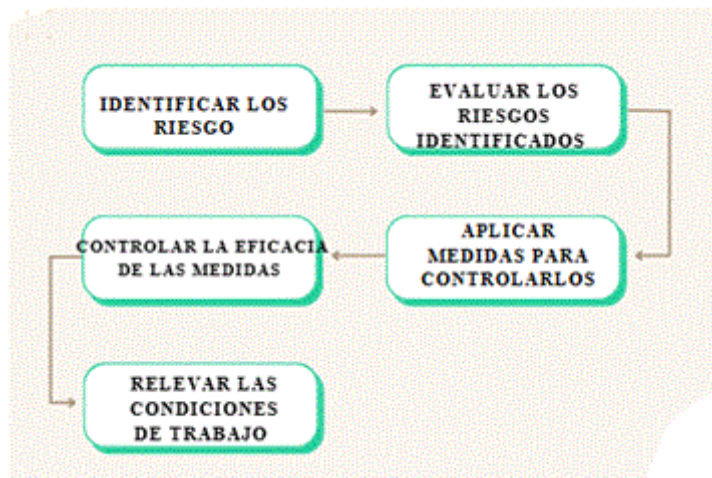 IDENTIFICAR LOS
RIESGO
EVALUAR LOS
RIESGOS
IDENTIFICADOS
APLICAR
MEDIDAS PARA
CONTROLARLOS
CONTROLAR LA EFICACIA
DE LAS MEDIDAS
RELEVAR LAS
CONDICIONES
DE TRABAJO